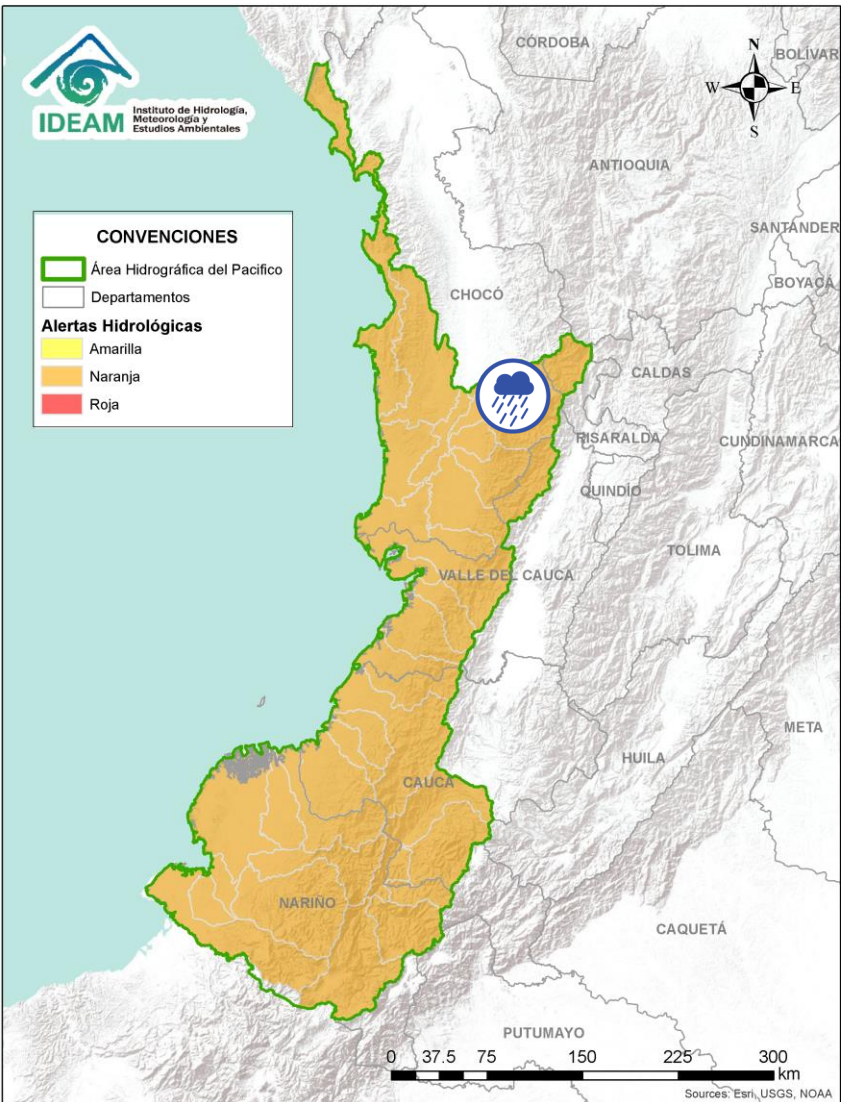 IDEAM
Instituto de Hidrología,
Meteorología y
Estudios Ambientales
N
W
E
S
CÓRDOBA
BOLIVAR
ANTIOQUIA
SANTANDER
BOYACÁ
CHOCÓ
CONVENCIONES
Área Hidrográfica del Pacifico
Departamentos
Alertas Hidrológicas
Amarilla
Naranja
Roja
CALDAS
RISARALDA
CUNDINAMARCA
QUINDÍO
TOLIMA
VALLE DEL CAUCA
META
HUILA
CAUCA
NARIÑO
CAQUETÁ
PUTUMAYO
0 37.5 75 150 225 300
km
Sources: Esri, USGS, NOAA